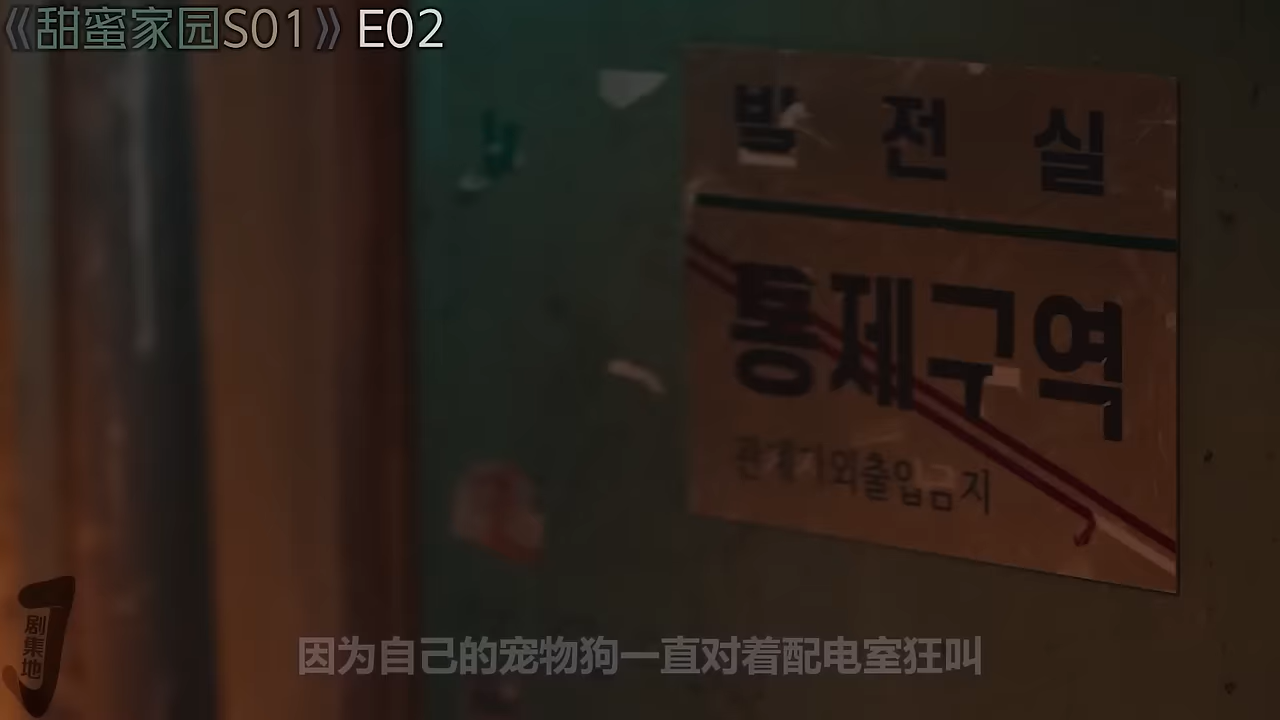 《甜蜜家园S01》E02
발전실
통제구역
관계자외출입금지
剧集地
因为自己的宠物狗一直对着配电室狂叫